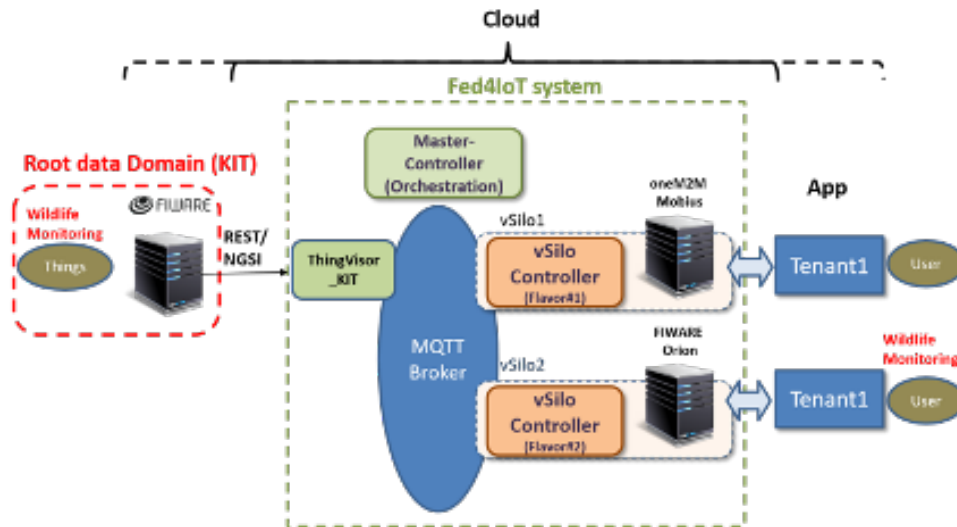 Cloud
Fed4IoT system
Root data Domain (KIT)
Wildlife
Monitoring
FIWARE
Things
REST/
NGSI
Master-
Controller
(Orchestration)
ThingVisor
_KIT
MQTT
Broker
vSilo1
vSilo
Controller
(Flavor#1)
oneM2M
Mobius
vSilo2
vSilo
Controller
(Flavor#2)
FIWARE
Orion
App
Tenant1
User
Wildlife
Monitoring
Tenant1
User